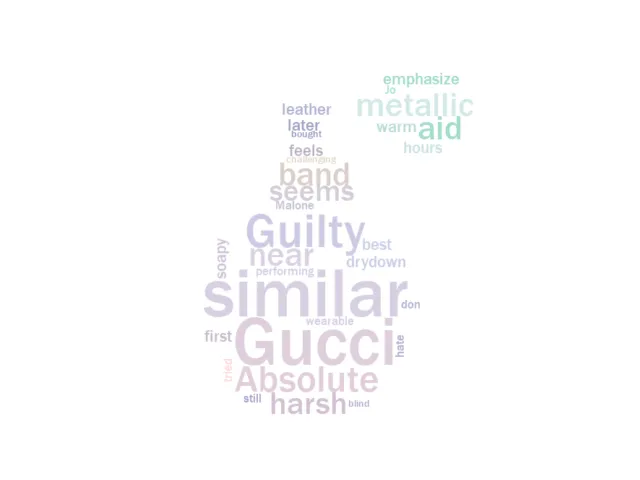 emphasize
Jo
metallic
leather
later
warm
aid
bought
feels
hours
challenging
band
seems
Malone
Guilty
best
soapy
near
drydown
performing
similar
don
wearable
first
Gucci
hate
tried
Absolute
still
harsh
blind